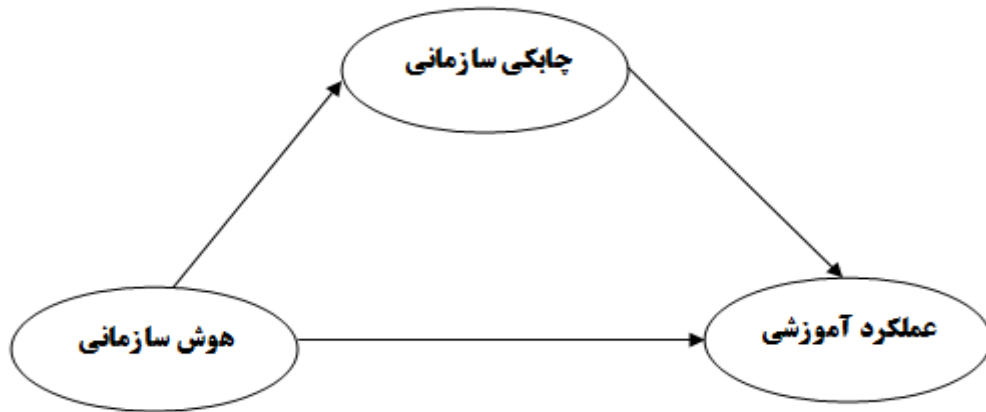 چابکی سازمانی
هوش سازمانی
عملکرد آموزشی